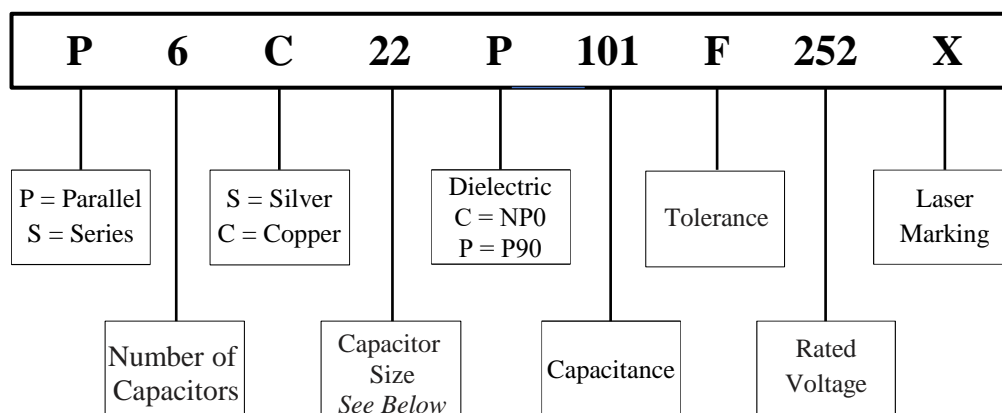 P 6 C 22 P 101 F 252 X
P = Parallel
S = Series
S = Silver
C = Copper
Dielectric
C = NP0
P = P90
Tolerance
Laser
Marking
Number of
Capacitors
Capacitor
Size
See Below
Capacitance
Rated
Voltage